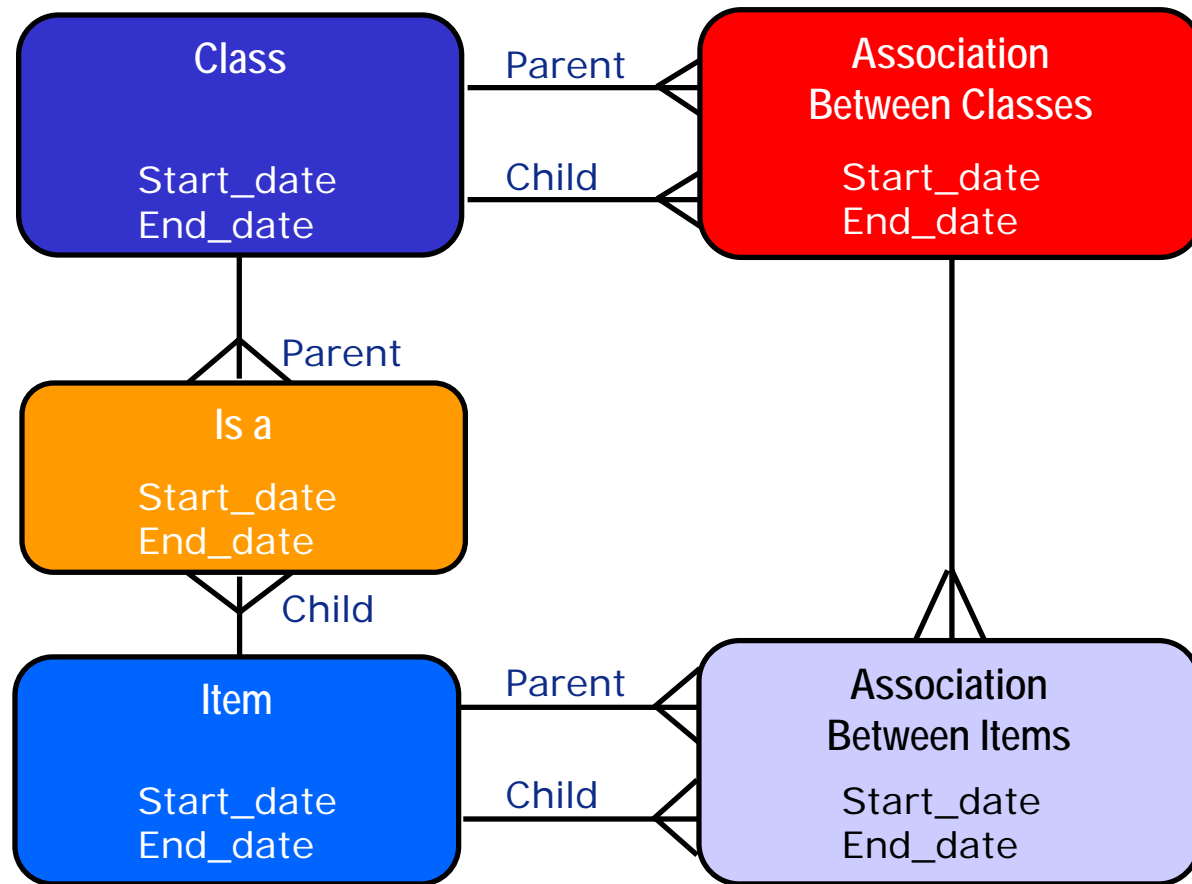 Class
Start_date
End_date
Parent
Child
Association
Between Classes
Start_date
End_date
Parent
Is a
Start_date
End_date
Child
Item
Start_date
End_date
Parent
Child
Association
Between Items
Start_date
End_date